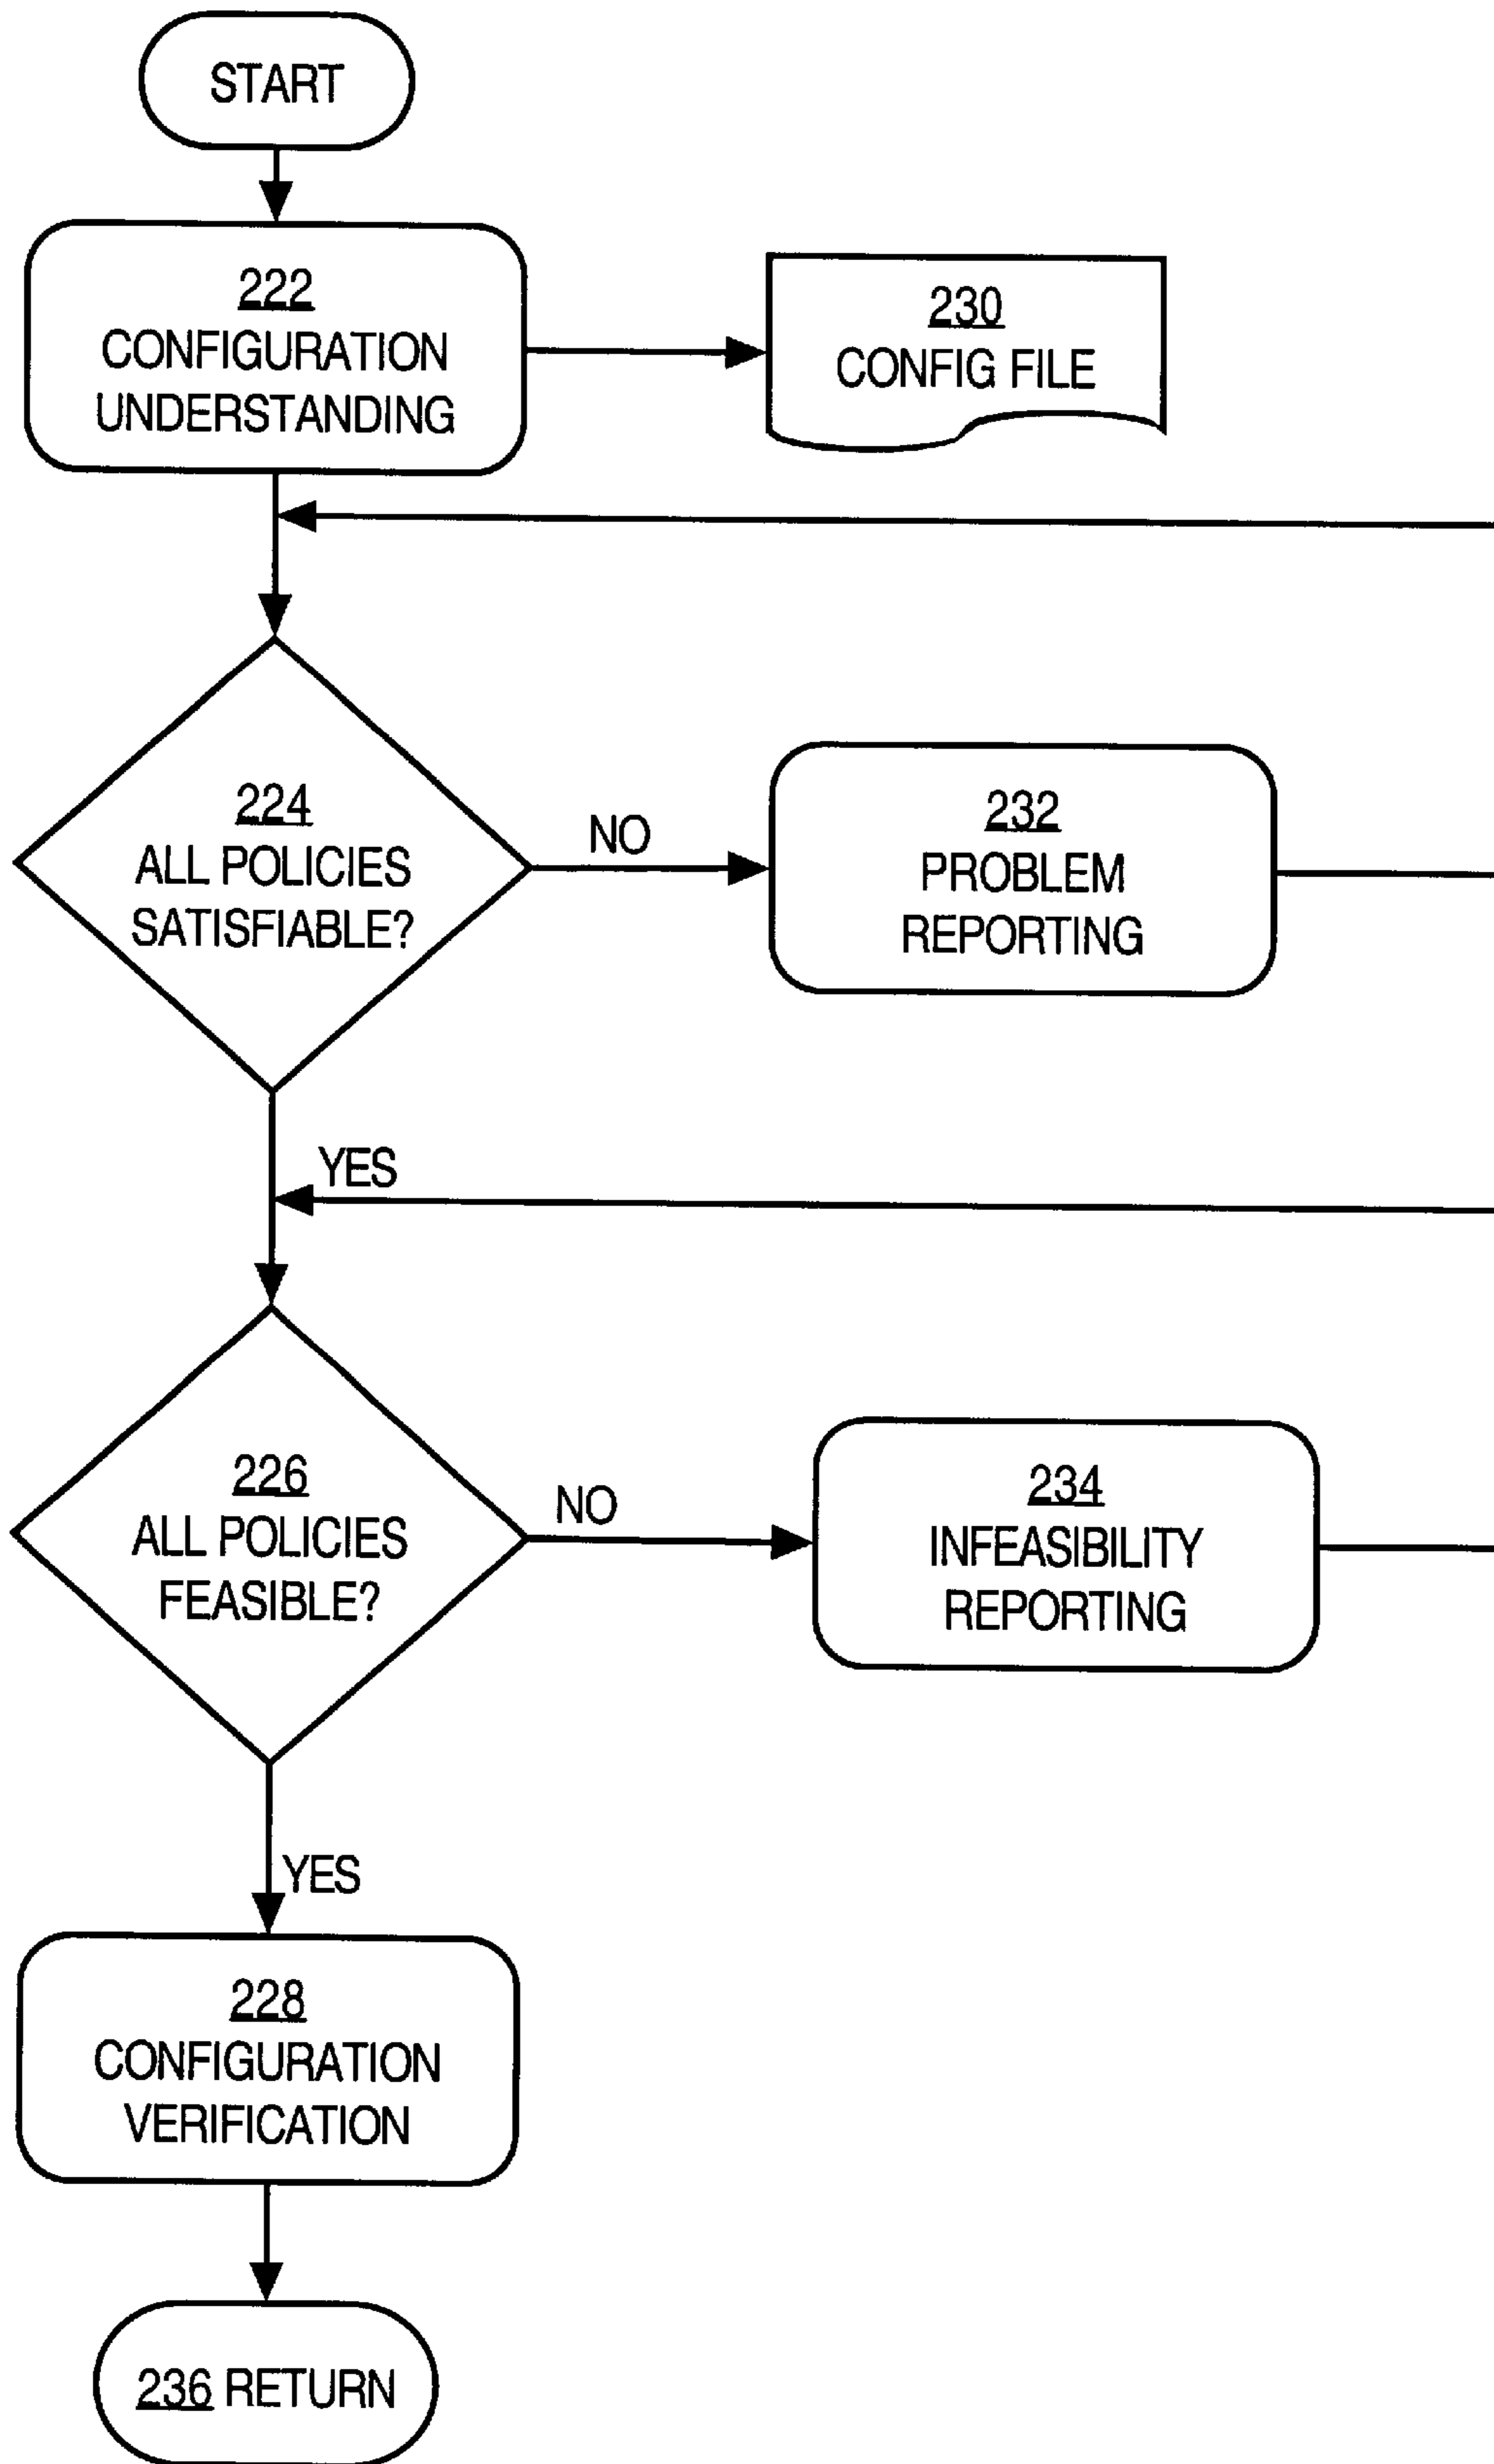 START
222
CONFIGURATION
UNDERSTANDING
230
CONFIG FILE
224
ALL POLICIES
SATISFIABLE?
NO
232
PROBLEM
REPORTING
YES
226
ALL POLICIES
FEASIBLE?
NO
234
INFEASIBILITY
REPORTING
YES
228
CONFIGURATION
VERIFICATION
236 RETURN